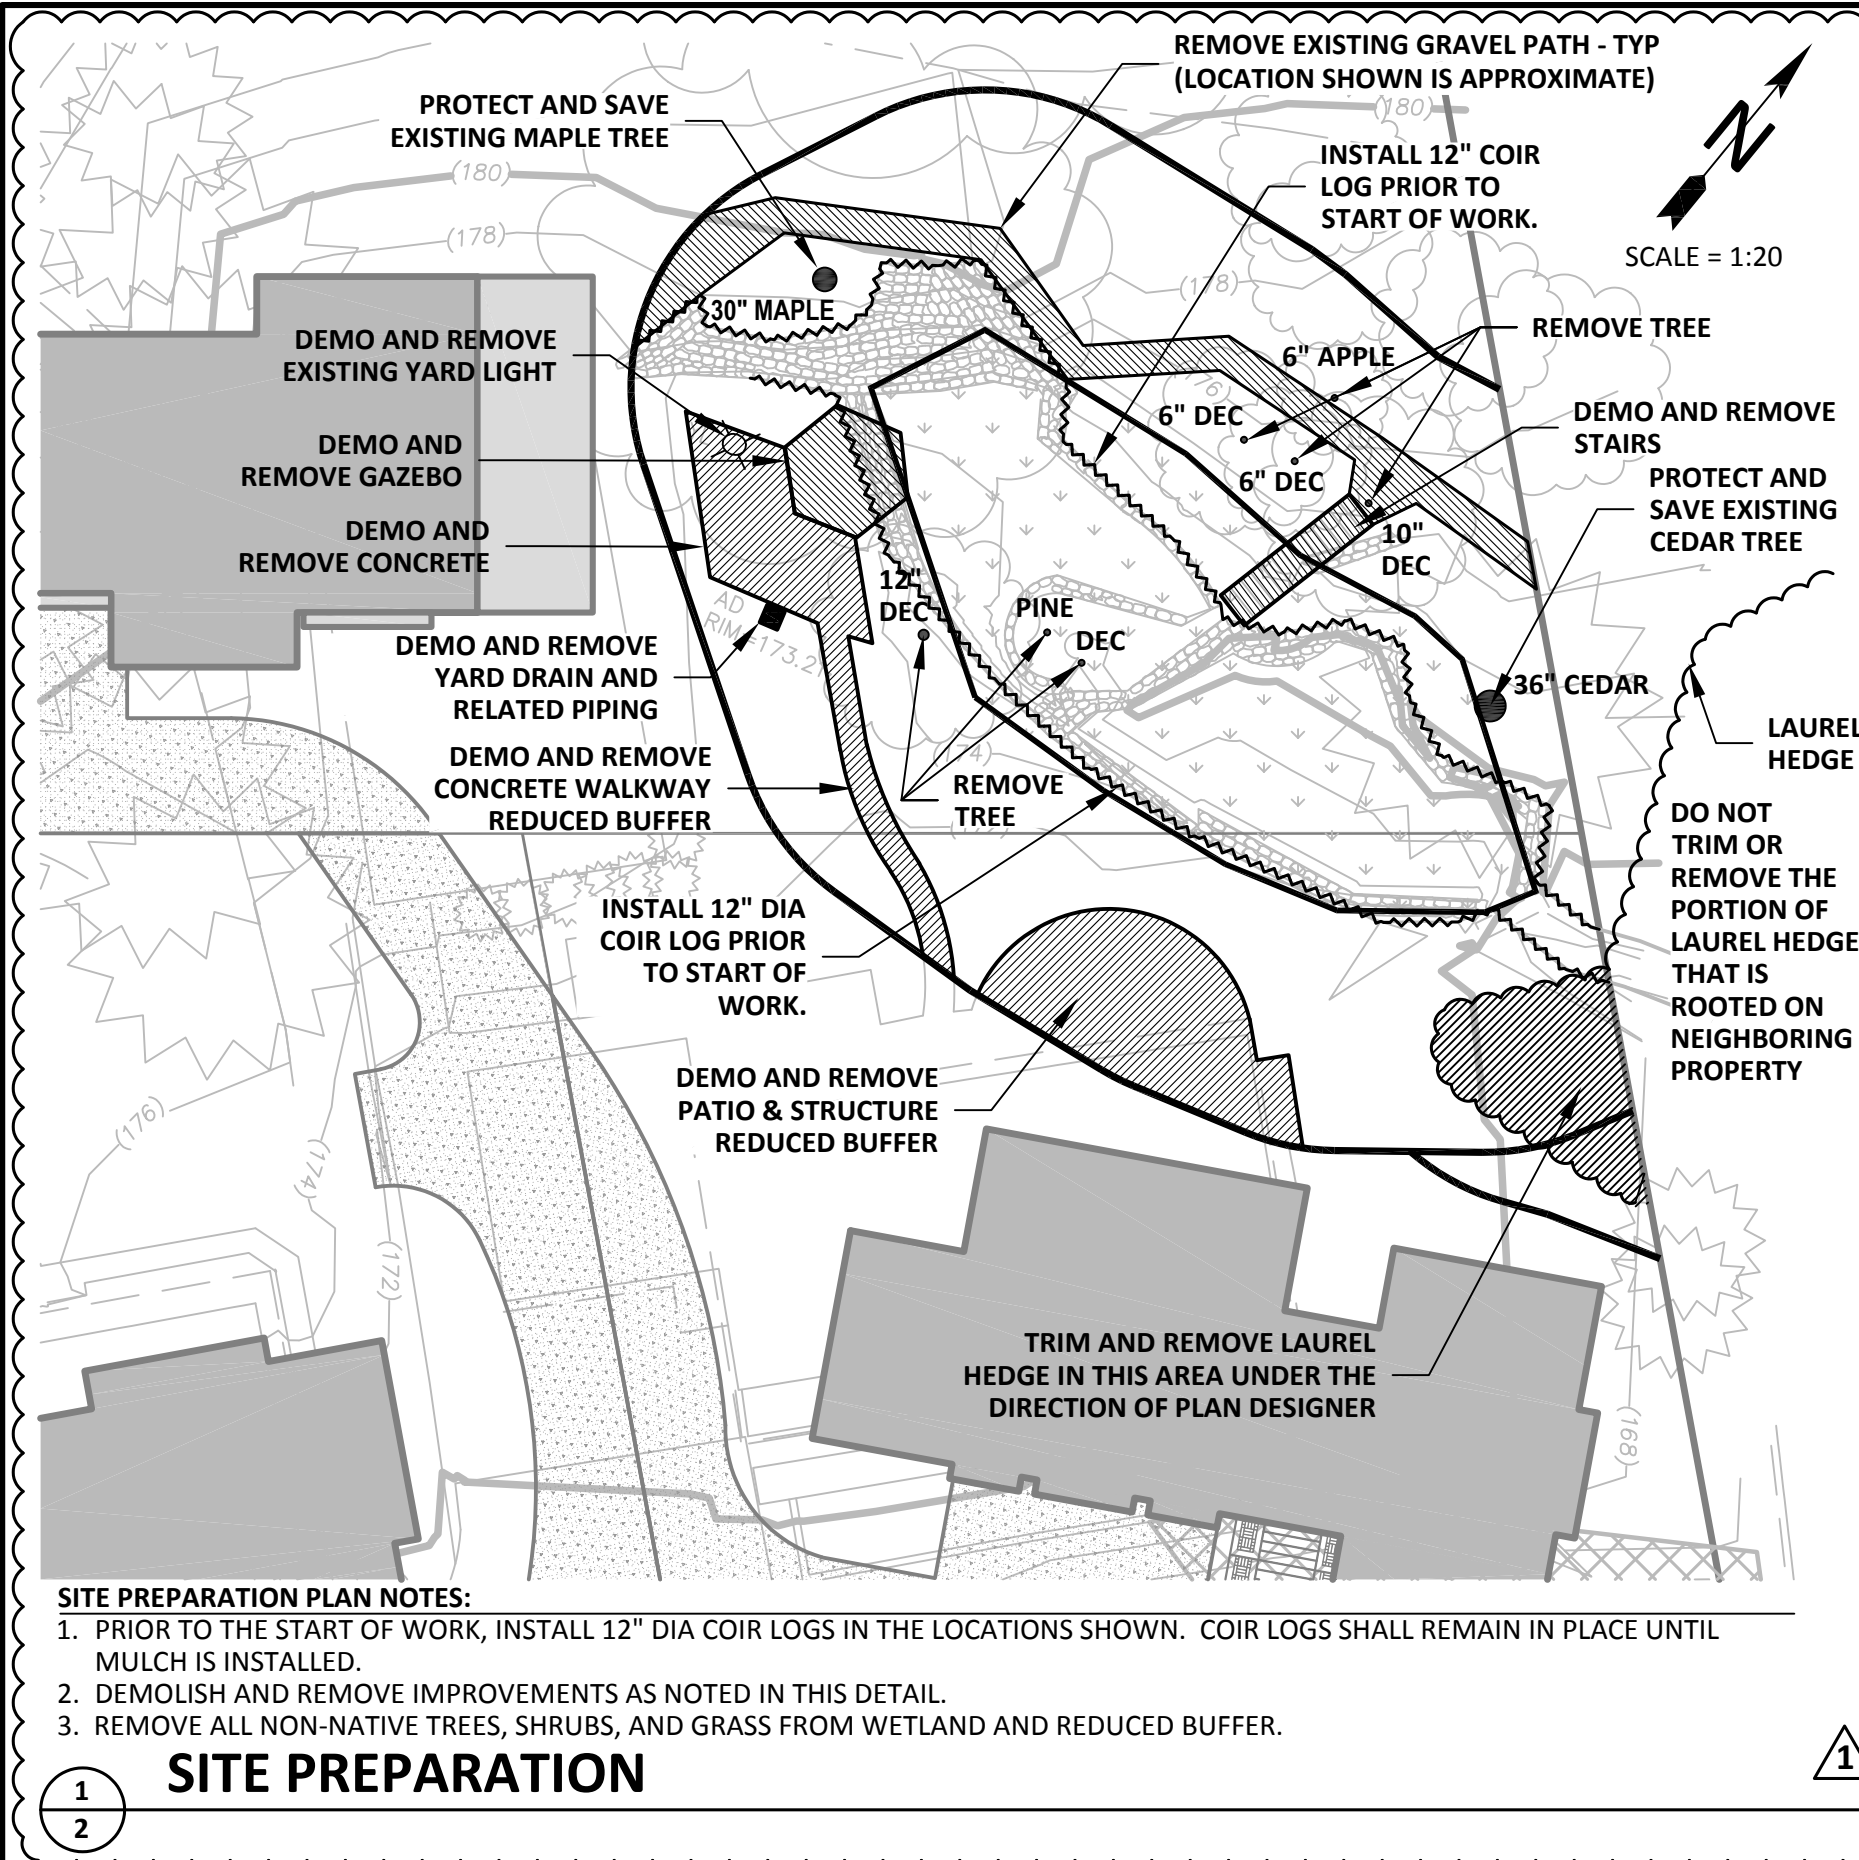 REMOVE EXISTING GRAVEL PATH - TYP
(LOCATION SHOWN IS APPROXIMATE)
PROTECT AND SAVE
EXISTING MAPLE TREE
(180)
N
INSTALL 12" COIR
LOG PRIOR TO
START OF WORK.
SCALE = 1:20
(180)
(178)
(178)
30" MAPLE
REMOVE TREE
DEMO AND REMOVE
EXISTING YARD LIGHT
6" APPLE
(176)
6" DEC
6" DEC
DEMO AND REMOVE
STAIRS
DEMO AND
REMOVE GAZEBO
PROTECT AND
SAVE EXISTING
CEDAR TREE
DEMO AND
REMOVE CONCRETE
10"
DEC
12"
DEC
PINE
DEC
AD
RIM=173.21
DEMO AND REMOVE
YARD DRAIN AND
RELATED PIPING
36" CEDAR
LAUREL
HEDGE
DEMO AND REMOVE
CONCRETE WALKWAY
REDUCED BUFFER
(174)
REMOVE
TREE
DO NOT
TRIM OR
REMOVE THE
PORTION OF
LAUREL HEDGE
THAT IS
ROOTED ON
NEIGHBORING
PROPERTY
INSTALL 12" DIA
COIR LOG PRIOR
TO START OF
WORK.
DEMO AND REMOVE
PATIO & STRUCTURE
REDUCED BUFFER
(176)
(174)
(172)
TRIM AND REMOVE LAUREL
HEDGE IN THIS AREA UNDER THE
DIRECTION OF PLAN DESIGNER
(168)
SITE PREPARATION PLAN NOTES:
1. PRIOR TO THE START OF WORK, INSTALL 12" DIA COIR LOGS IN THE LOCATIONS SHOWN. COIR LOGS SHALL REMAIN IN PLACE UNTIL
MULCH IS INSTALLED.
2. DEMOLISH AND REMOVE IMPROVEMENTS AS NOTED IN THIS DETAIL.
3. REMOVE ALL NON-NATIVE TREES, SHRUBS, AND GRASS FROM WETLAND AND REDUCED BUFFER.
1
2
SITE PREPARATION
1